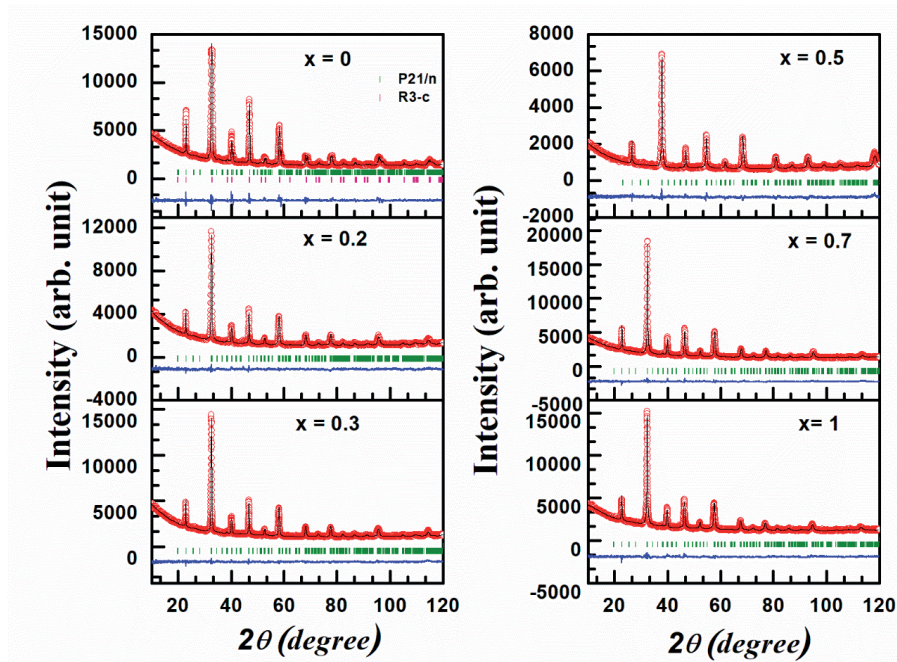 Intensity (arb. unit)
15000
10000
5000
0
x = 0
P21/n
R3-c
12000
8000
4000
0
-4000
x = 0.2
15000
10000
5000
0
x = 0.3
20 40 60 80 100 120
2θ (degree)
Intensity (arb. unit)
8000
6000
4000
2000
0
-2000
x = 0.5
20000
15000
10000
5000
0
-5000
x = 0.7
15000
10000
5000
0
-5000
x= 1
20 40 60 80 100 120
2θ (degree)